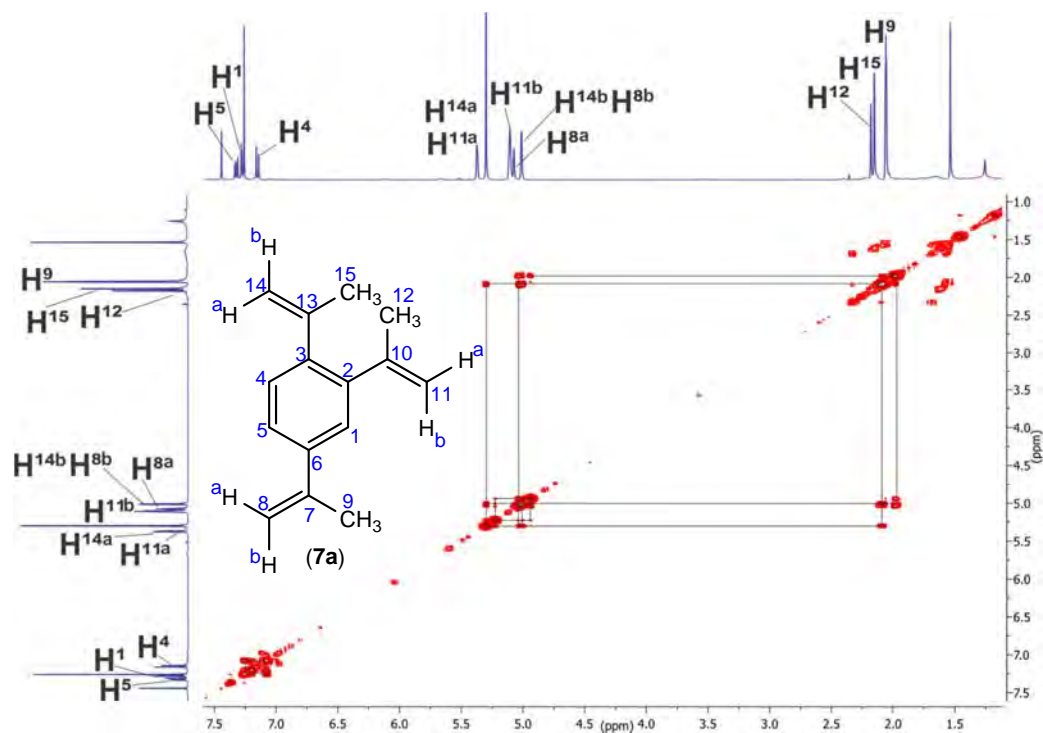 H⁹
H¹
H¹⁵
H¹⁴ᵃ H¹¹ᵇ H¹⁴ᵇ H⁸ᵇ H¹²
H⁵ H⁴
H¹¹ᵃ H⁸ᵃ
1.0
1.5
2.0
2.5
3.0
3.5
4.0
4.5
5.0
5.5
6.0
6.5
7.0
7.5
(ppm)
H⁹
H¹⁵ H¹²
H¹⁴ᵇ H⁸ᵇ H⁸ᵃ
H¹¹ᵇ
H¹⁴ᵃ H¹¹ᵃ
H⁴
H¹
H⁵
b
H
14 15 12
a 13 CH₃ CH₃
H
3 2 10 H a
4 11
5 1 H
6 b
a
H 8 7 9
CH₃
b H (7a)
7.5 7.0 6.5 6.0 5.5 5.0 4.5 (ppm) 4.0 3.5 3.0 2.5 2.0 1.5